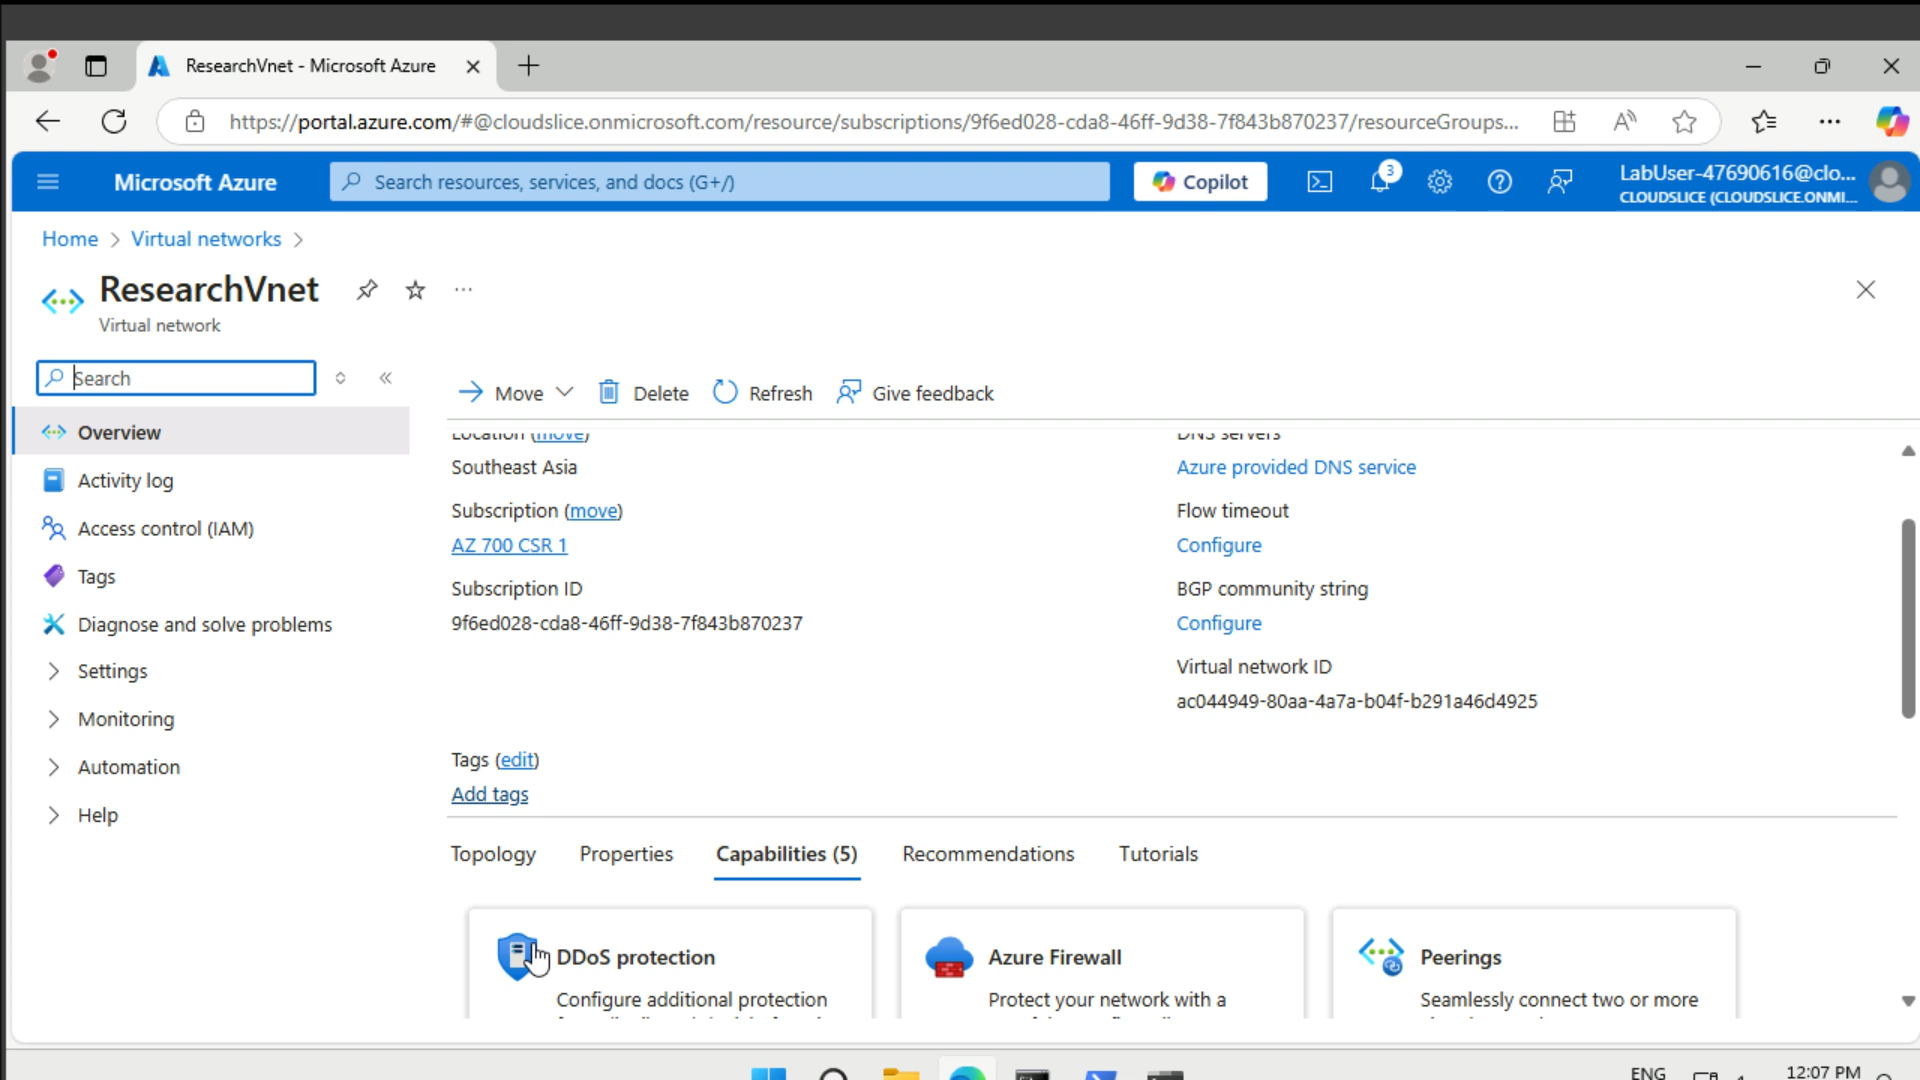 ResearchVnet - Microsoft Azure
https://portal.azure.com/#@cloudslice.onmicrosoft.com/resource/subscriptions/9f6ed028-cda8-46ff-9d38-7f843b870237/resourceGroups...
Microsoft Azure
Search resources, services, and docs (G+/)
Copilot
3
LabUser-47690616@clo...
CLOUDSLICE (CLOUDSLICE.ONMI...
Home > Virtual networks >
ResearchVnet
Virtual network
Search
Overview
Activity log
Access control (IAM)
Tags
Diagnose and solve problems
Settings
Monitoring
Automation
Help
Move
Delete
Refresh
Give feedback
Location (move)
Southeast Asia
Subscription (move)
AZ 700 CSR 1
Subscription ID
9f6ed028-cda8-46ff-9d38-7f843b870237
DNS servers
Azure provided DNS service
Flow timeout
Configure
BGP community string
Configure
Virtual network ID
ac044949-80aa-4a7a-b04f-b291a46d4925
Tags (edit)
Add tags
Topology
Properties
Capabilities (5)
Recommendations
Tutorials
DDoS protection
Configure additional protection
Azure Firewall
Protect your network with a
Peerings
Seamlessly connect two or more
ENG
12:07 PM